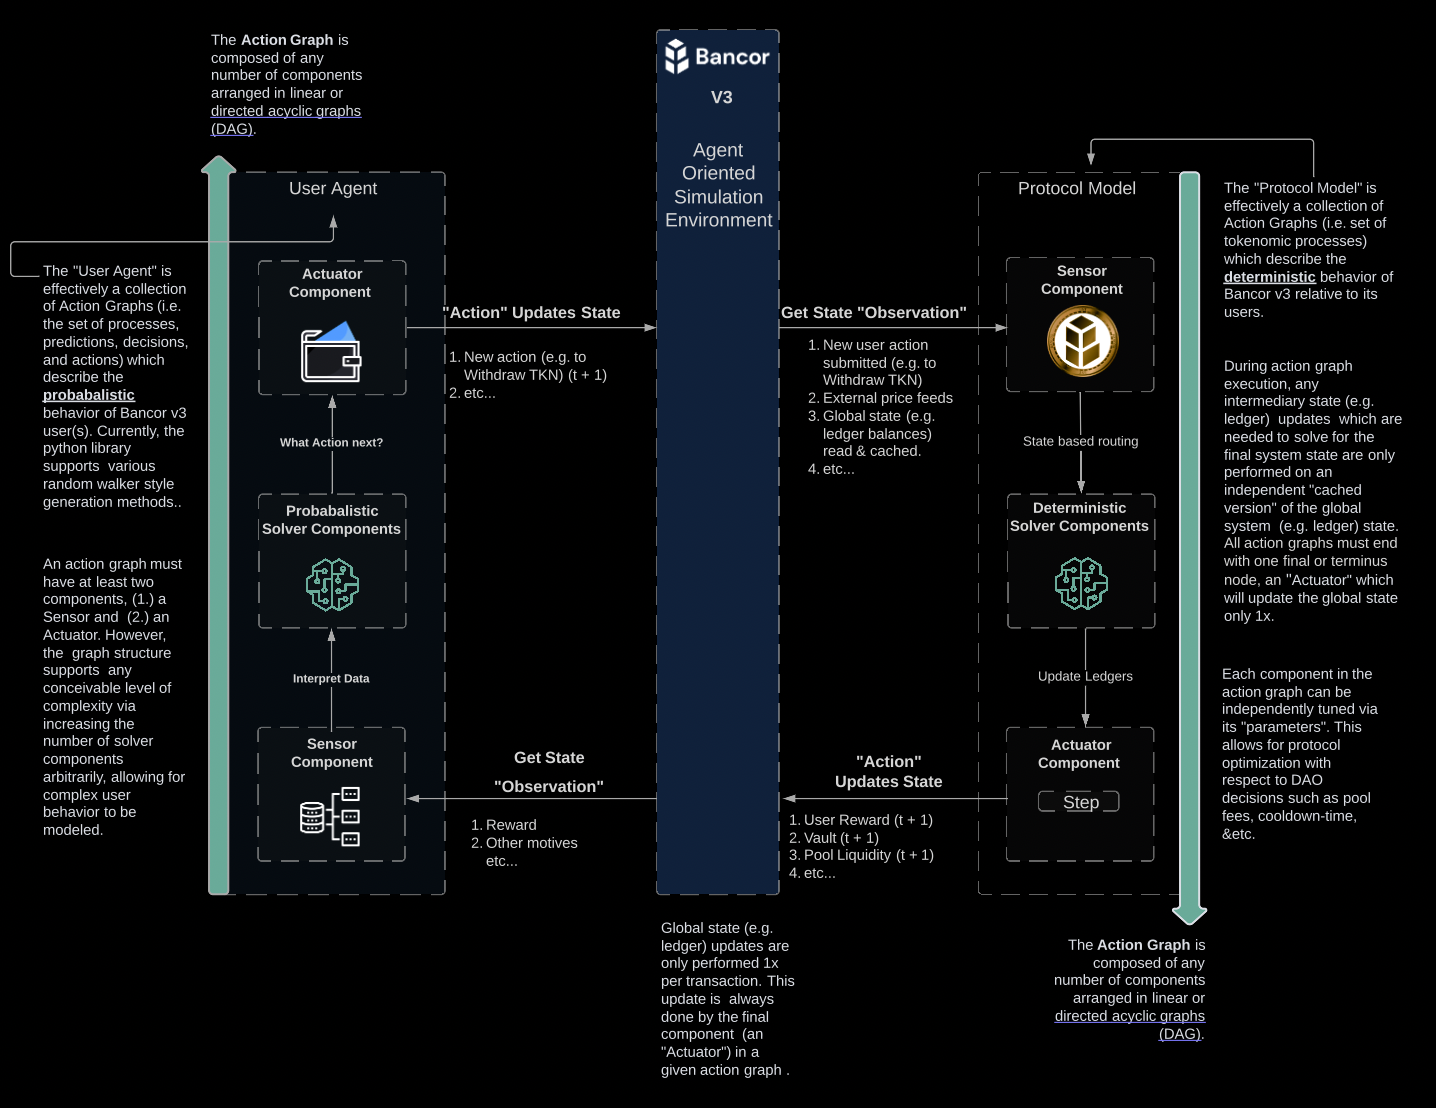 The Action Graph is
composed of any
number of components
arranged in linear or
directed acyclic graphs
(DAG).
Bancor
V3
Agent
Oriented
Simulation
Environment
User Agent
The "User Agent" is
effectively a collection
of Action Graphs (i.e.
the set of processes,
predictions, decisions,
and actions) which
describe the
probabalistic
behavior of Bancor v3
user(s). Currently, the
python library
supports  various
random walker style
generation methods..
An action graph must
have at least two
components, (1.) a
Sensor and  (2.) an
Actuator. However,
the  graph structure
supports  any
conceivable level of
complexity via
increasing the
number of solver
components
arbitrarily, allowing for
complex user
behavior to be
modeled.
Actuator
Component
What Action next?
Probabalistic
Solver Components
Interpret Data
Sensor
Component
"Action" Updates State
1. New action (e.g. to
Withdraw TKN) (t + 1)
2. etc...
Get State
"Observation"
1. Reward
2. Other motives
etc...
Get State "Observation"
1. New user action
submitted (e.g. to
Withdraw TKN)
2. External price feeds
3. Global state (e.g.
ledger balances)
read & cached.
4. etc...
"Action"
Updates State
1. User Reward (t + 1)
2. Vault (t + 1)
3. Pool Liquidity (t + 1)
4. etc...
Protocol Model
Sensor
Component
State based routing
Deterministic
Solver Components
Update Ledgers
Actuator
Component
Step
The "Protocol Model" is
effectively a collection of
Action Graphs (i.e. set of
tokenomic processes)
which describe the
deterministic behavior of
Bancor v3 relative to its
users.
During action graph
execution, any
intermediary state (e.g.
ledger)  updates  which are
needed to solve for the
final system state are only
performed on an
independent "cached
version" of the global
system  (e.g. ledger) state.
All action graphs must end
with one final or terminus
node, an "Actuator" which
will update the global state
only 1x.
Each component in the
action graph can be
independently tuned via
its "parameters". This
allows for protocol
optimization with
respect to DAO
decisions such as pool
fees, cooldown-time,
&etc.
Global state (e.g.
ledger) updates are
only performed 1x
per transaction. This
update is  always
done by the final
component  (an
"Actuator") in a
given action graph .
The Action Graph is
composed of any
number of components
arranged in linear or
directed acyclic graphs
(DAG).